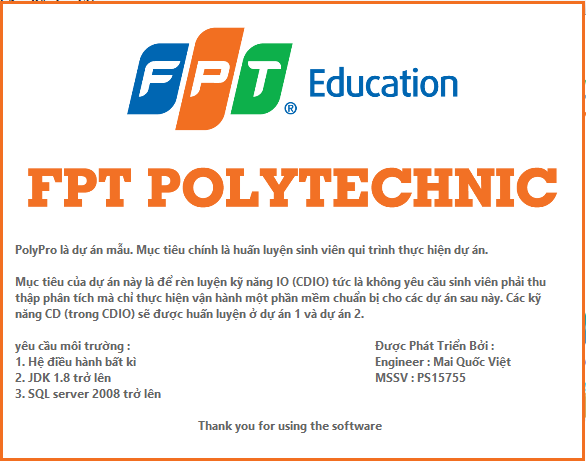 FPT Education
®
FPT POLYTECHNIC
PolyPro là dự án mẫu. Mục tiêu chính là huấn luyện sinh viên qui trình thực hiện dự án.
Mục tiêu của dự án này là để rèn luyện kỹ năng IO (CDIO) tức là không yêu cầu sinh viên phải thu
thập phân tích mà chỉ thực hiện vận hành một phần mềm chuẩn bị cho các dự án sau này. Các kỹ
năng CD (trong CDIO) sẽ được huấn luyện ở dự án 1 và dự án 2.
yêu cầu môi trường :
1. Hệ điều hành bất kì
2. JDK 1.8 trở lên
3. SQL server 2008 trở lên
Được Phát Triển Bởi :
Engineer : Mai Quốc Việt
MSSV : PS15755
Thank you for using the software